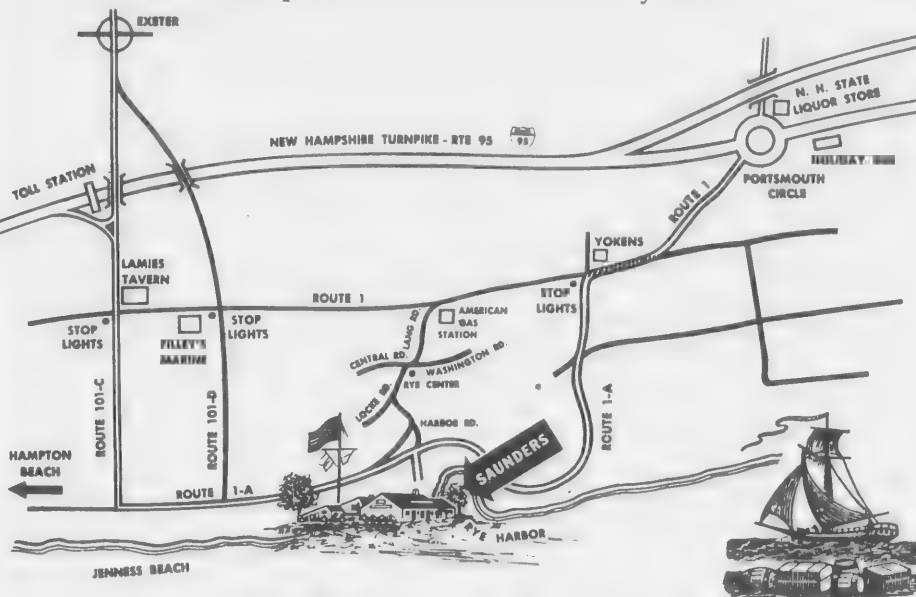 EXETER
N. H. STATE
LIQUOR STORE
NEW HAMPSHIRE TURNPIKE - RTE 95
95
TOLL STATION
PORTSMOUTH
CIRCLE
ROUTE 1
YOKENS
LAMIES
TAVERN
ROUTE 1
STOP
LIGHTS
STOP
LIGHTS
AMERICAN
GAS
STATION
STOP
LIGHTS
LANG RD.
CENTRAL RD.
WASHINGTON RD.
RYE CENTER
LOCKE RD.
HARBOR RD.
ROUTE 101-C
ROUTE 101-D
ROUTE 1-A
SAUNDERS
HAMPTON
BEACH
ROUTE 1-A
RYE HARBOR
JENNESS BEACH